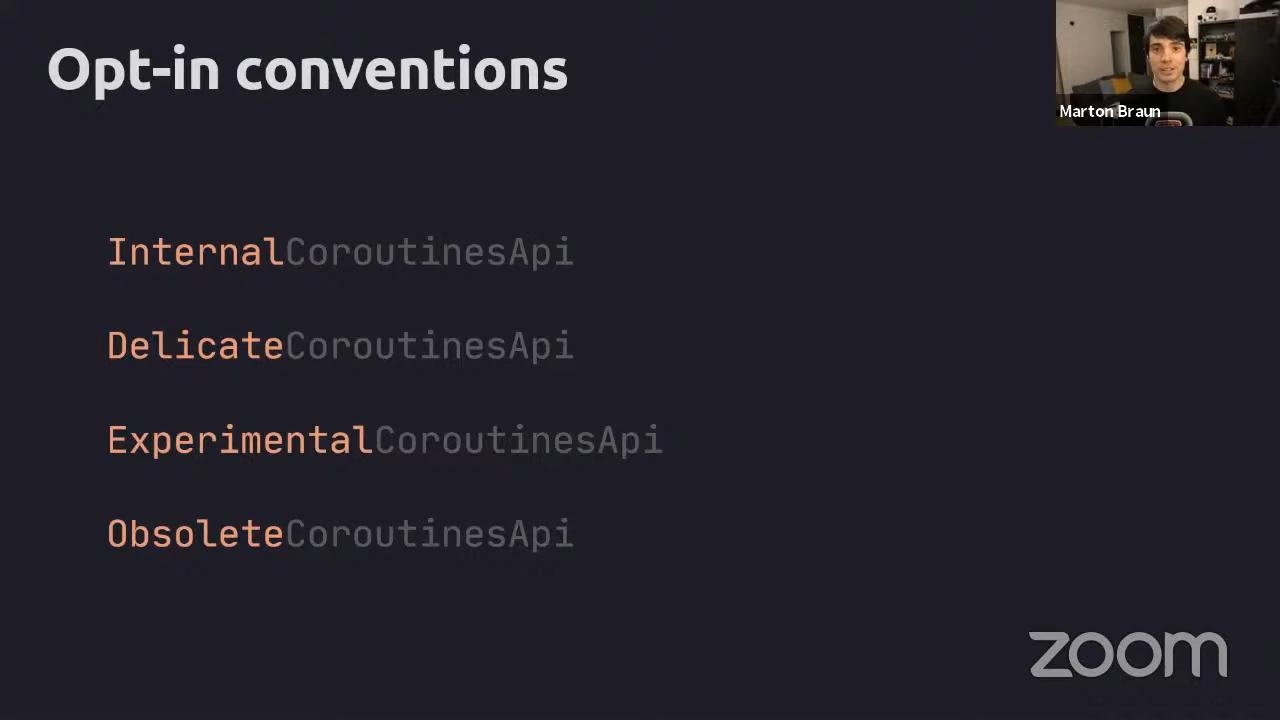 Opt-in conventions
Marton Braun
InternalCoroutinesApi
DelicateCoroutinesApi
ExperimentalCoroutinesApi
ObsoleteCoroutinesApi
zoom